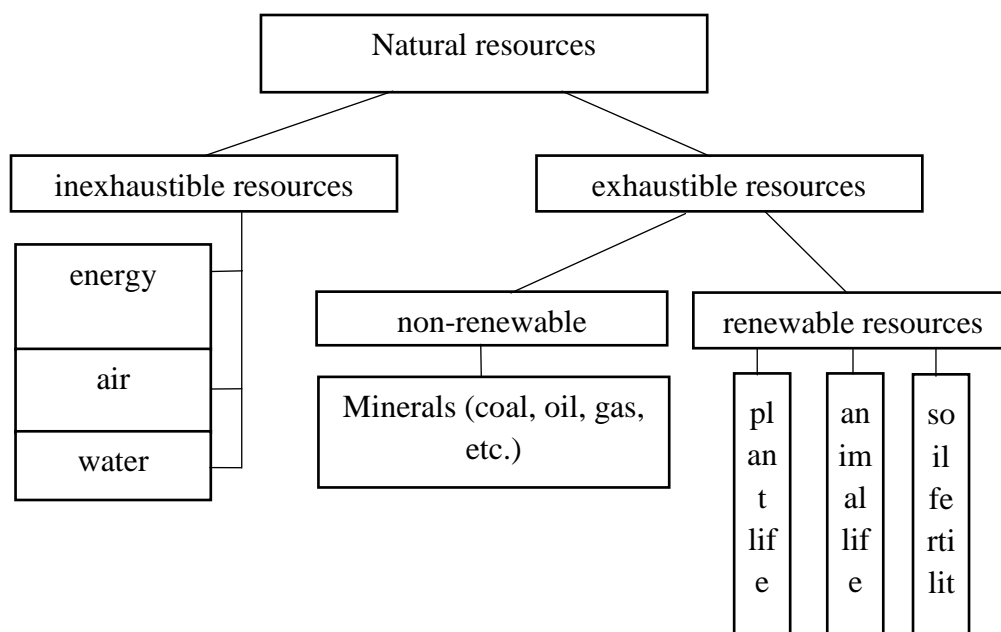 Natural resources
inexhaustible resources
exhaustible resources
energy
air
water
non-renewable
renewable resources
Minerals (coal, oil, gas,
etc.)
pl
an
t
lif
e
an
im
al
lif
e
so
il
fe
rti
lit